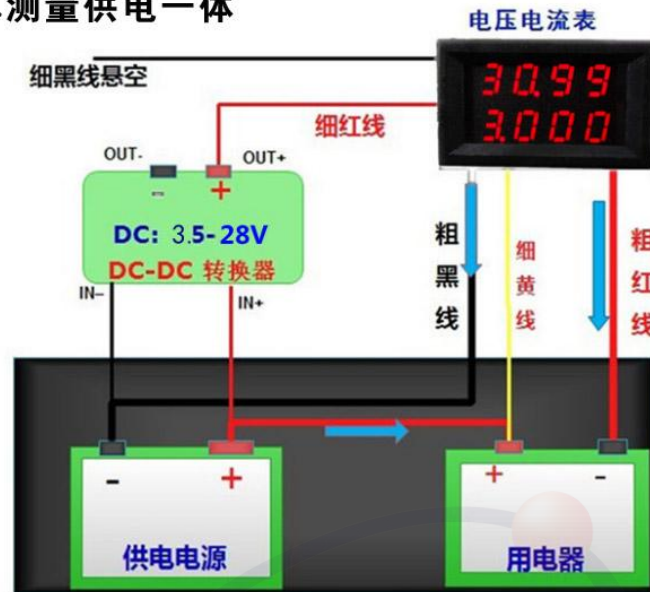 测量供电一体
电压电流表
细黑线悬空
30.99
3.000
细红线
OUT-
OUT+
-
+
DC: 3.5-28V
DC-DC 转换器
IN-
IN+
粗黑线
细黄线
粗红线
-
+
供电电源
+
-
用电器